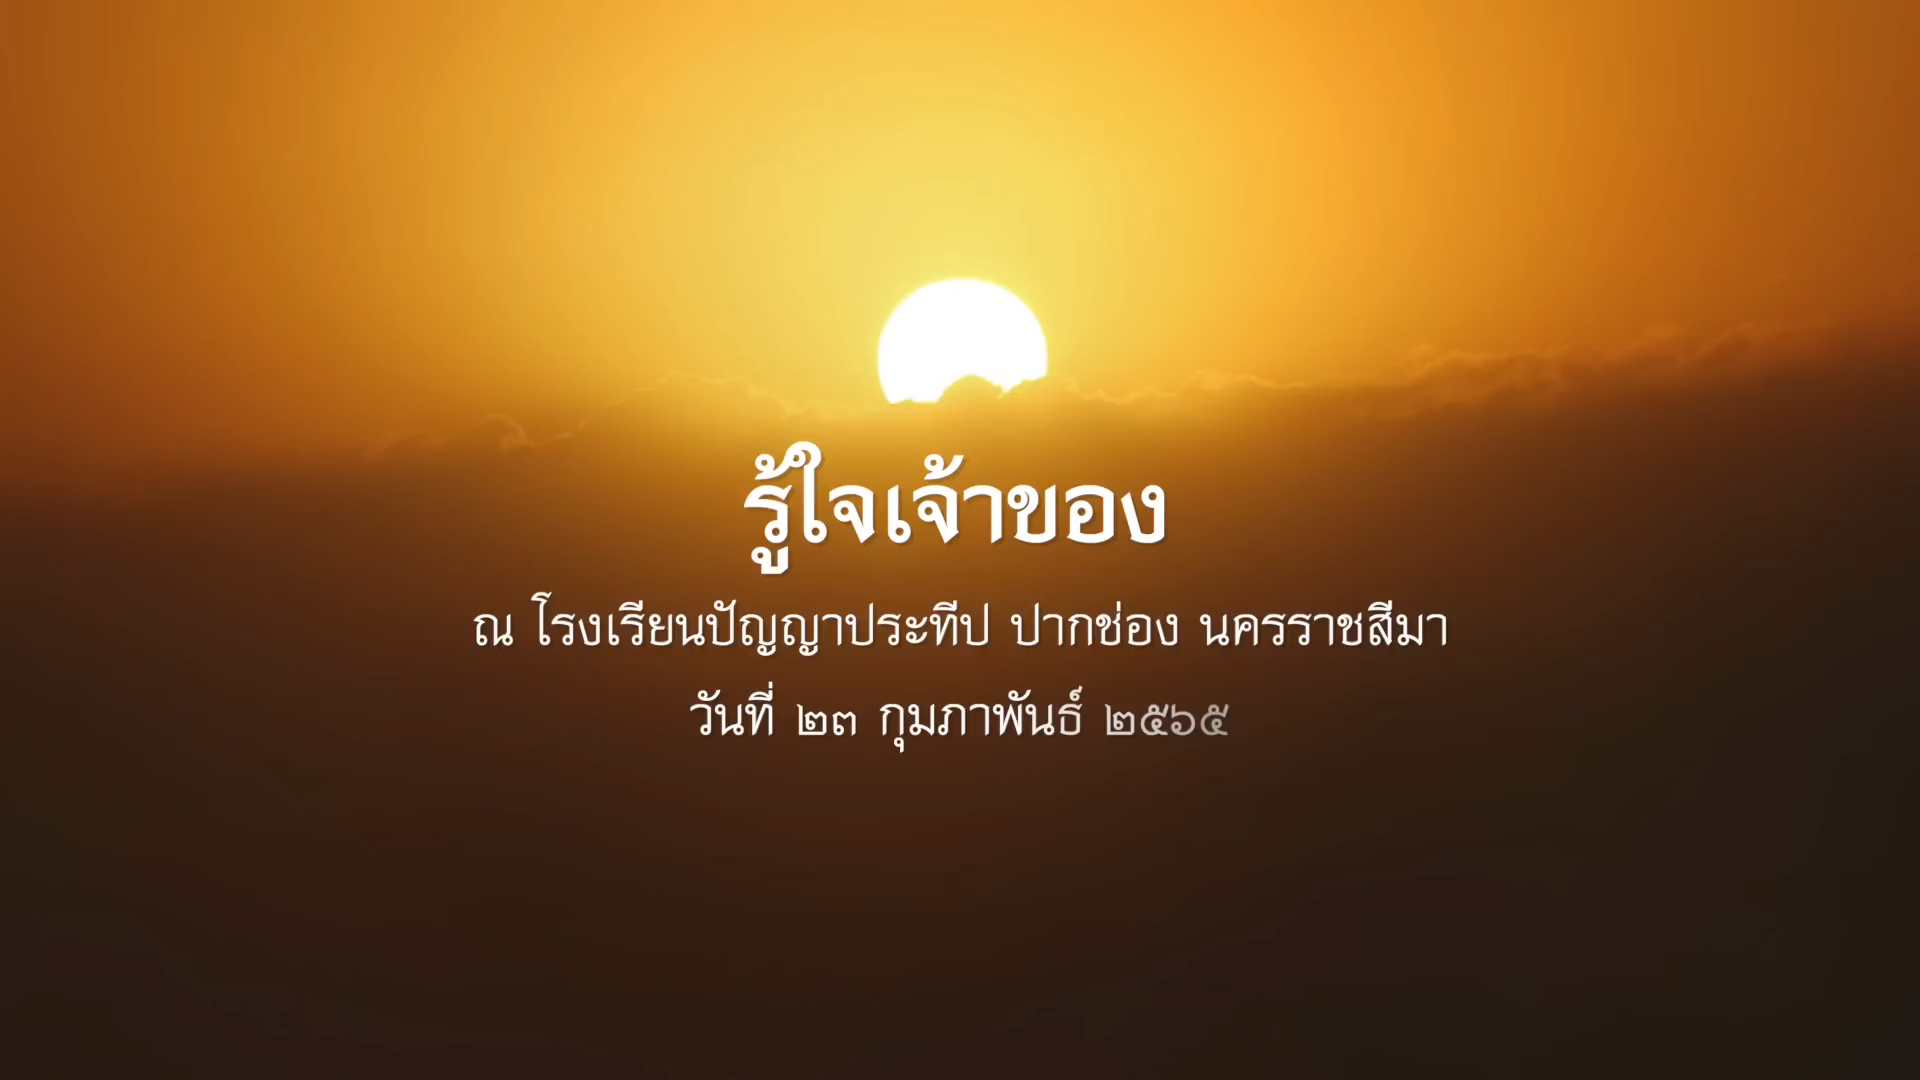 รู้ใจเจ้าของ
ณ โรงเรียนปัญญาประทีป ปากช่อง นครราชสีมา
วันที่ ๒๓ กุมภาพันธ์ ๒๕๖๕